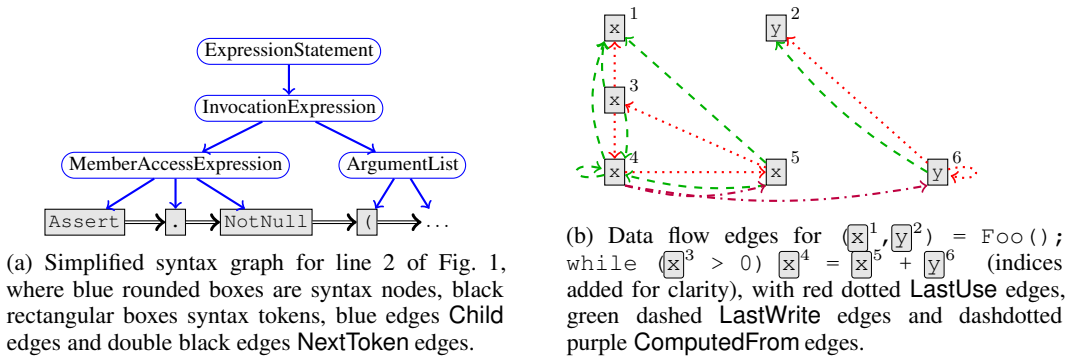 ExpressionStatement
InvocationExpression
MemberAccessExpression ArgumentList
Assert . NotNull ( ...
(a) Simplified syntax graph for line 2 of Fig. 1,
where blue rounded boxes are syntax nodes, black
rectangular boxes syntax tokens, blue edges Child
edges and double black edges NextToken edges.
x 1 y 2
x 3
x 4 x 5 y 6
(b) Data flow edges for (x1,y2) = Foo();
while (x3 > 0) x4 = x5 + y6 (indices
added for clarity), with red dotted LastUse edges,
green dashed LastWrite edges and dashdotted
purple ComputedFrom edges.